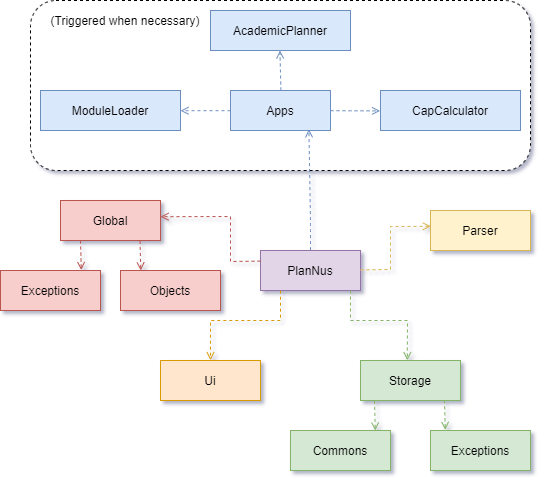 (Triggered when necessary)
AcademicPlanner
ModuleLoader
Apps
CapCalculator
Global
Parser
Exceptions
Objects
PlanNus
Ui
Storage
Commons
Exceptions